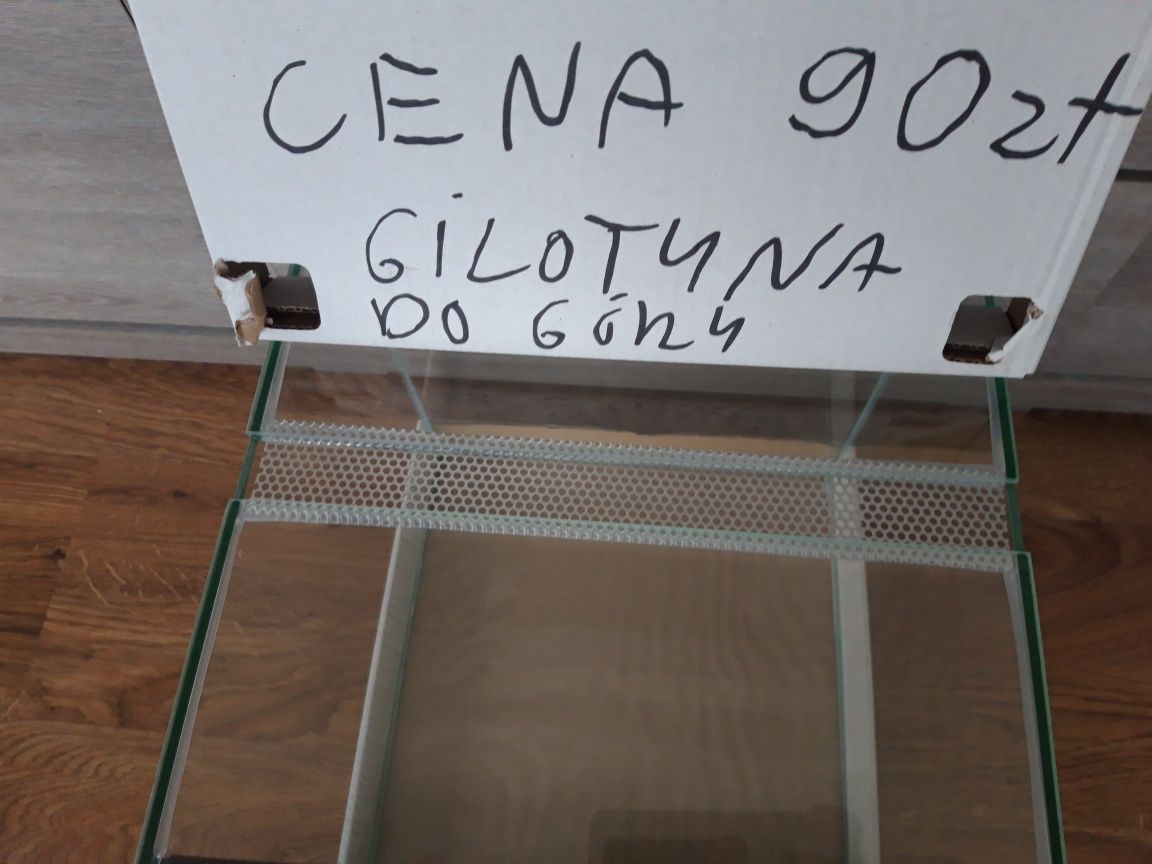 CENA 90zł
GILOTYNA
DO GÓRY